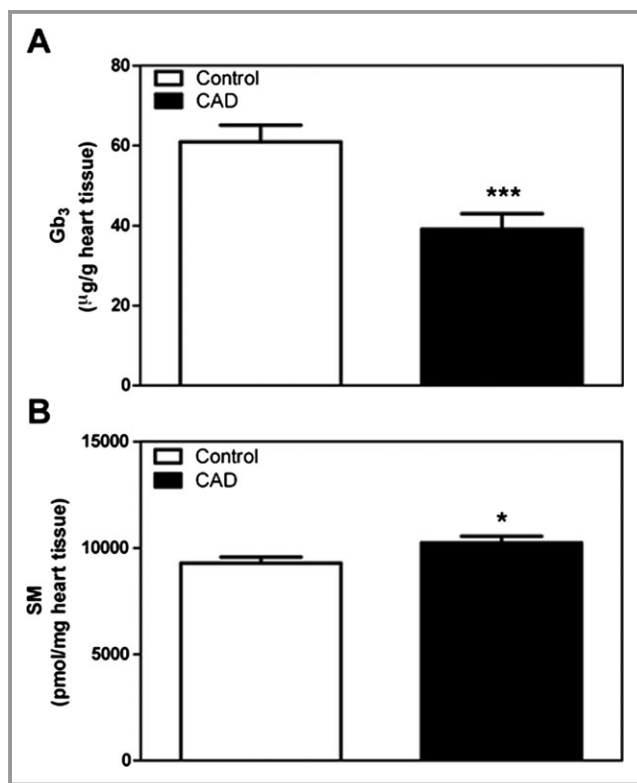 A
80
60
40
20
0
Gb₃
(µg/g heart tissue)
Control
CAD
***
B
15000
10000
5000
0
SM
(pmol/mg heart tissue)
Control
CAD
*